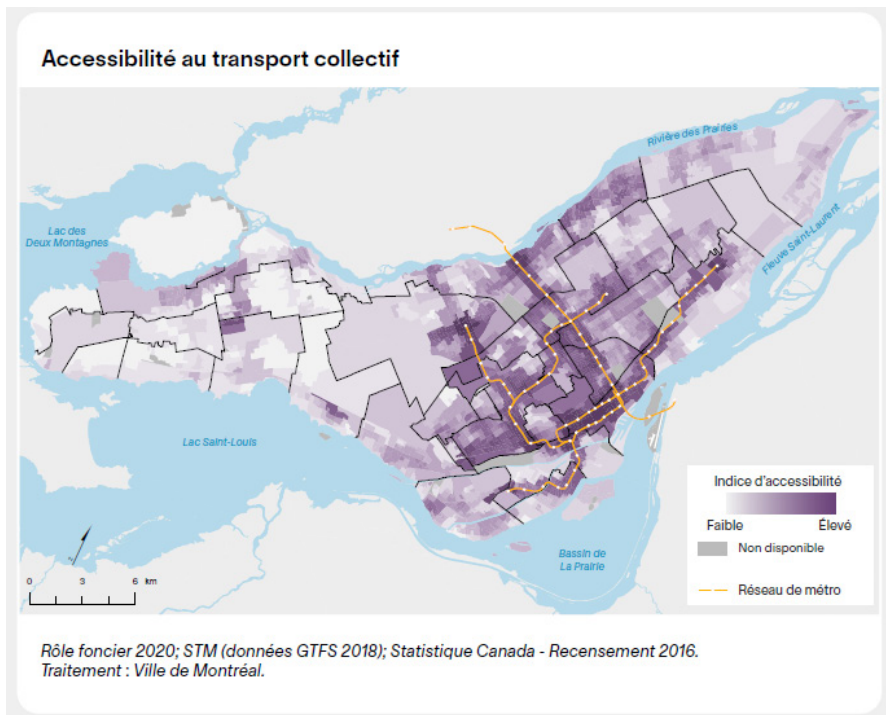 Accessibilité au transport collectif
Rivière des Prairies
Lac des
Deux Montagnes
Fleuve Saint-Laurent
Lac Saint-Louis
Indice d'accessibilité
Faible
Élevé
Non disponible
Bassin de
La Prairie
Réseau de métro
N
0 3 6 km
Rôle foncier 2020; STM (données GTFS 2018); Statistique Canada - Recensement 2016.
Traitement : Ville de Montréal.